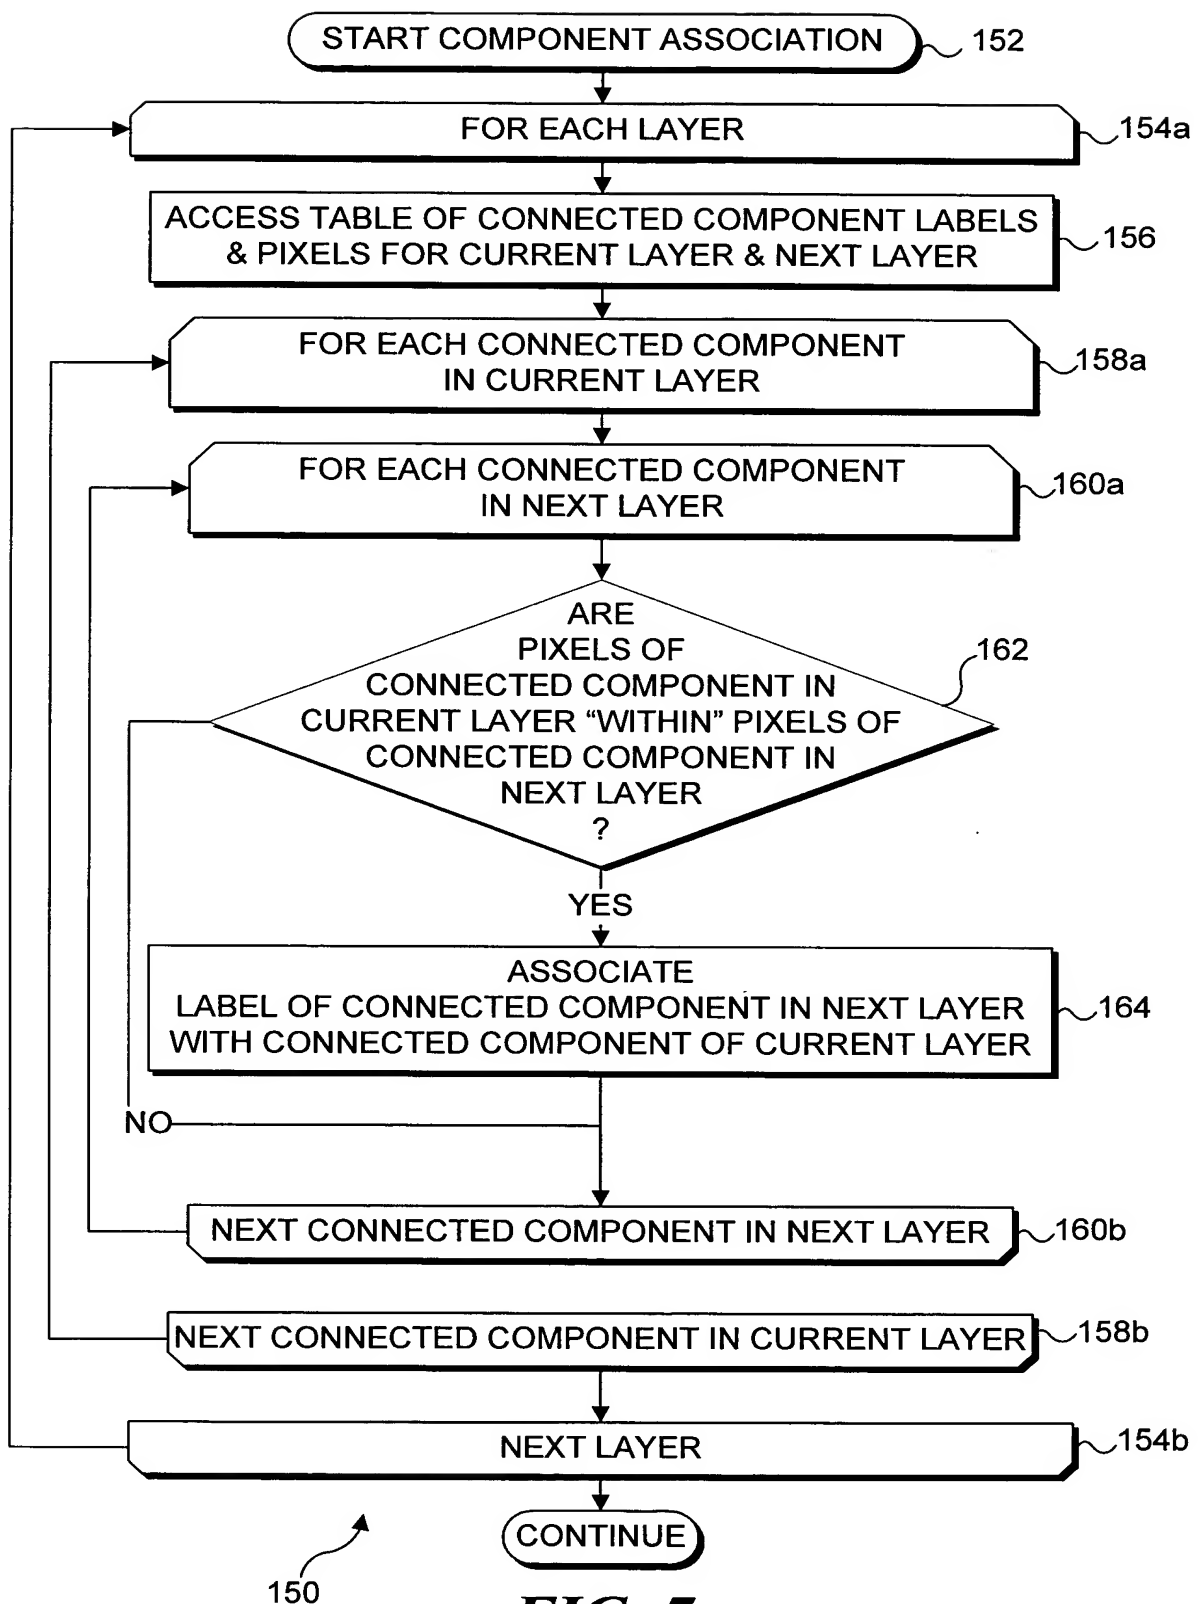 START COMPONENT ASSOCIATION
152
FOR EACH LAYER
154a
ACCESS TABLE OF CONNECTED COMPONENT LABELS
& PIXELS FOR CURRENT LAYER & NEXT LAYER
156
FOR EACH CONNECTED COMPONENT
IN CURRENT LAYER
158a
FOR EACH CONNECTED COMPONENT
IN NEXT LAYER
160a
ARE
PIXELS OF
CONNECTED COMPONENT IN
CURRENT LAYER “WITHIN” PIXELS OF
CONNECTED COMPONENT IN
NEXT LAYER
?
162
YES
ASSOCIATE
LABEL OF CONNECTED COMPONENT IN NEXT LAYER
WITH CONNECTED COMPONENT OF CURRENT LAYER
164
NO
NEXT CONNECTED COMPONENT IN NEXT LAYER
160b
NEXT CONNECTED COMPONENT IN CURRENT LAYER
158b
NEXT LAYER
154b
CONTINUE
150